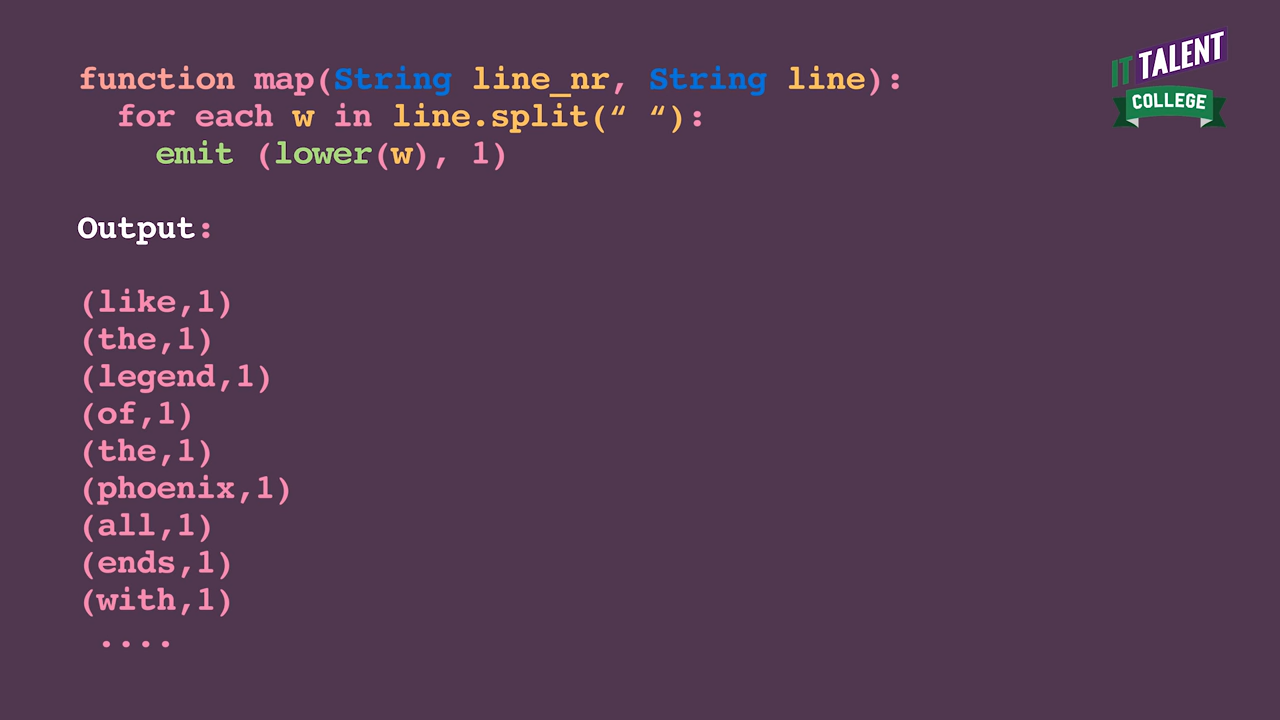 function map(String line_nr, String line):
for each w in line.split(“ “):
emit (lower(w), 1)
Output:
(like,1)
(the,1)
(legend,1)
(of,1)
(the,1)
(phoenix,1)
(all,1)
(ends,1)
(with,1)
....
IT TALENT
COLLEGE